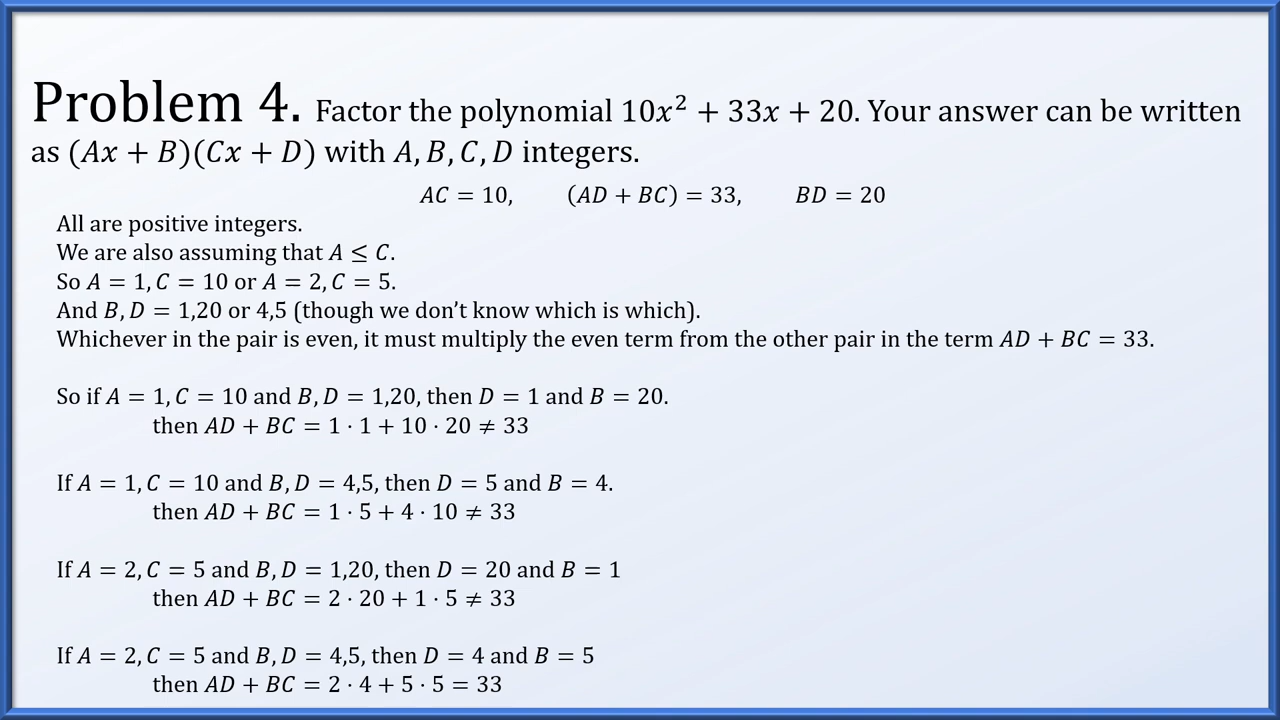 Problem 4. Factor the polynomial 10x² + 33x + 20. Your answer can be written
as (Ax + B)(Cx + D) with A, B, C, D integers.
AC = 10, (AD + BC) = 33, BD = 20
All are positive integers.
We are also assuming that A ≤ C.
So A = 1, C = 10 or A = 2, C = 5.
And B, D = 1,20 or 4,5 (though we don’t know which is which).
Whichever in the pair is even, it must multiply the even term from the other pair in the term AD + BC = 33.
So if A = 1, C = 10 and B, D = 1,20, then D = 1 and B = 20.
then AD + BC = 1 · 1 + 10 · 20 ≠ 33
If A = 1, C = 10 and B, D = 4,5, then D = 5 and B = 4.
then AD + BC = 1 · 5 + 4 · 10 ≠ 33
If A = 2, C = 5 and B, D = 1,20, then D = 20 and B = 1
then AD + BC = 2 · 20 + 1 · 5 ≠ 33
If A = 2, C = 5 and B, D = 4,5, then D = 4 and B = 5
then AD + BC = 2 · 4 + 5 · 5 = 33